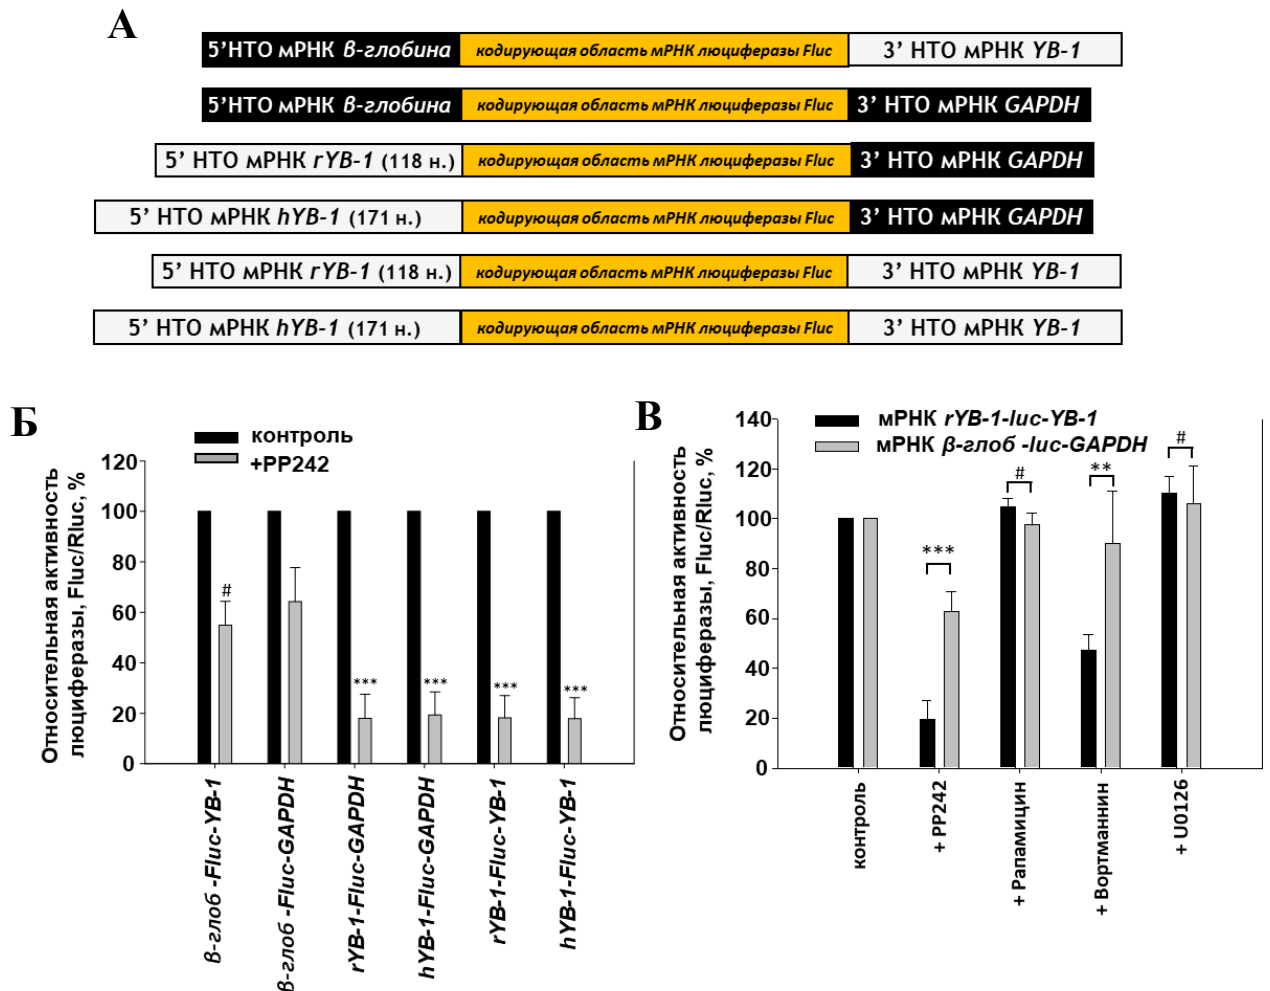 А
5'НТО мРНК β-глобина кодирующая область мРНК люциферазы Fluc 3' НТО мРНК YB-1
5'НТО мРНК β-глобина кодирующая область мРНК люциферазы Fluc 3' НТО мРНК GAPDH
5' НТО мРНК rYB-1 (118 н.) кодирующая область мРНК люциферазы Fluc 3' НТО мРНК GAPDH
5' НТО мРНК hYB-1 (171 н.) кодирующая область мРНК люциферазы Fluc 3' НТО мРНК GAPDH
5' НТО мРНК rYB-1 (118 н.) кодирующая область мРНК люциферазы Fluc 3' НТО мРНК YB-1
5' НТО мРНК hYB-1 (171 н.) кодирующая область мРНК люциферазы Fluc 3' НТО мРНК YB-1
Б
контроль
+PP242
Относительная активность
люциферазы, Fluc/Rluc, %
120
100
80
60
40
20
0
#
***
***
***
***
β-глоб -Fluc-YB-1
β-глоб -Fluc-GAPDH
rYB-1-Fluc-GAPDH
hYB-1-Fluc-GAPDH
rYB-1-Fluc-YB-1
hYB-1-Fluc-YB-1
В
мРНК rYB-1-luc-YB-1
мРНК β-глоб -luc-GAPDH
Относительная активность
люциферазы, Fluc/Rluc, %
140
120
100
80
60
40
20
0
***
#
**
#
контроль
+ PP242
+ Рапамицин
+ Вортманнин
+ U0126